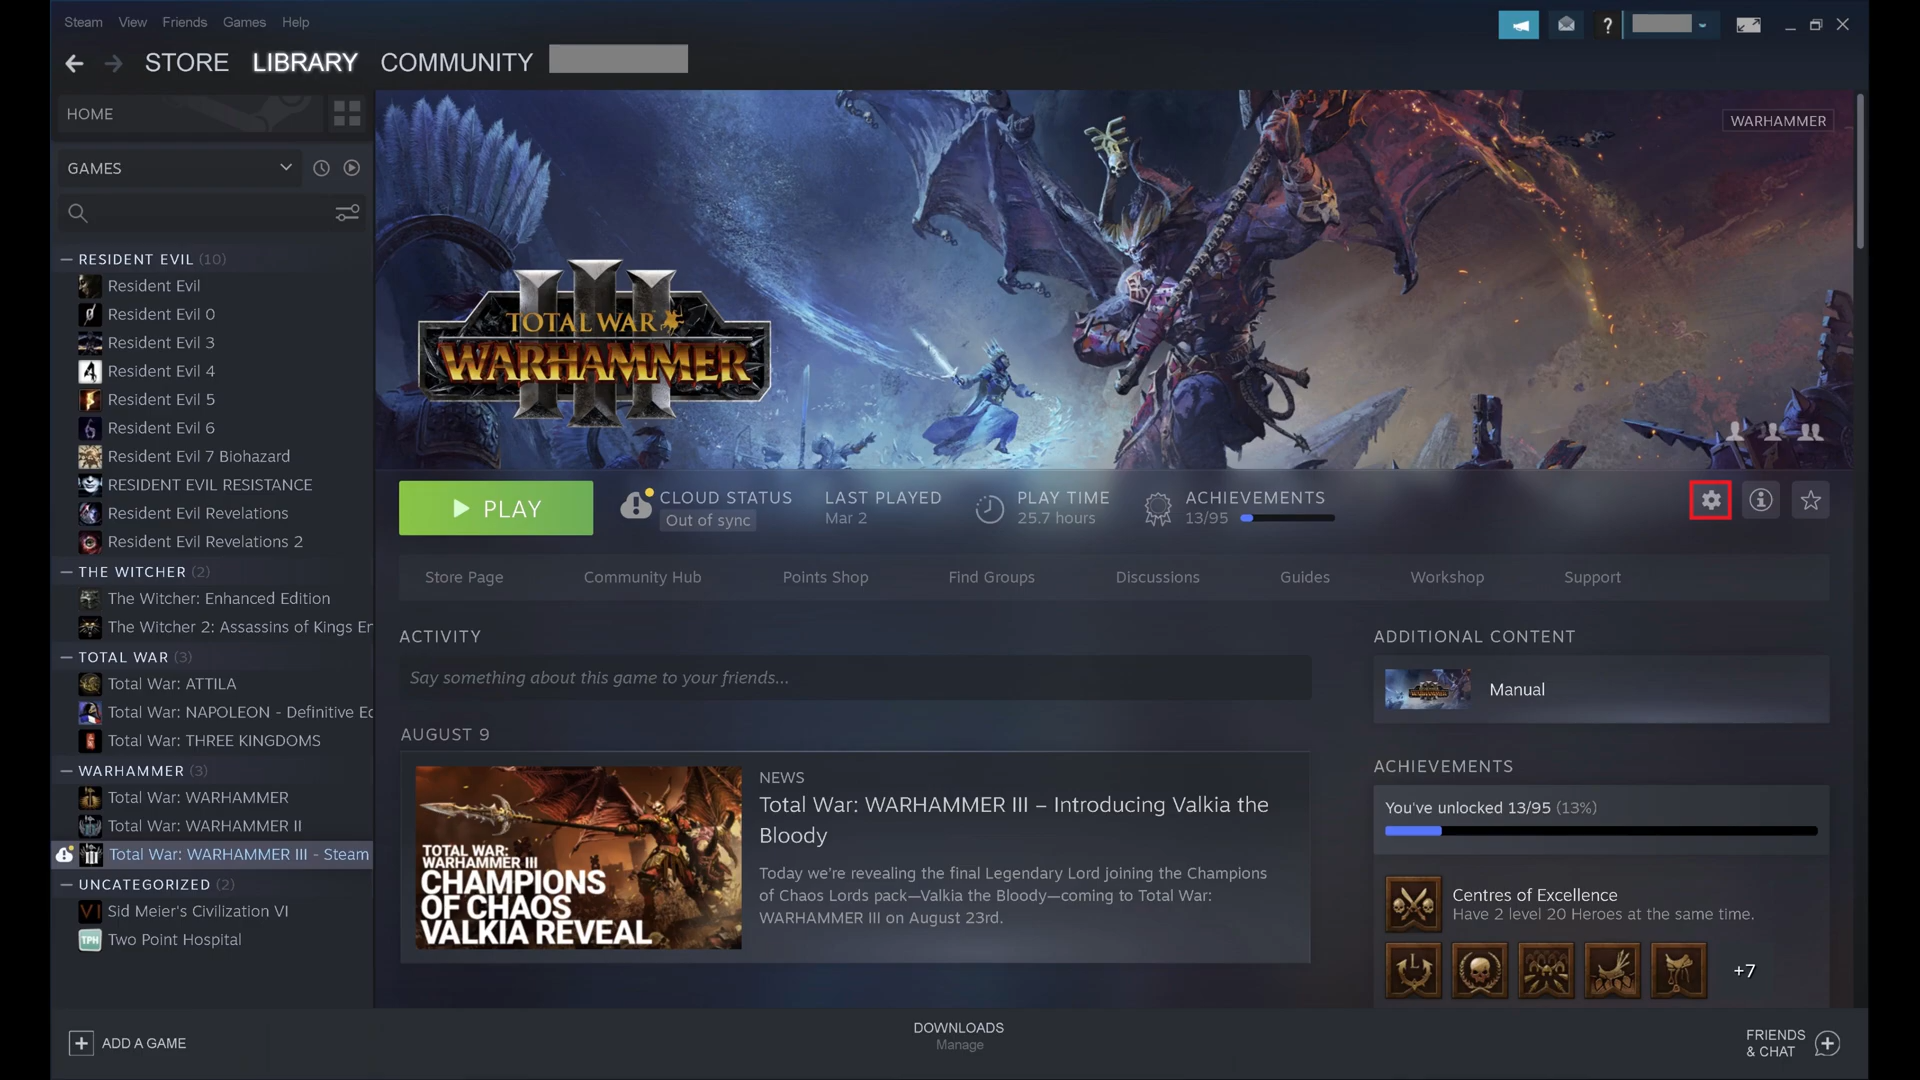 Steam View Friends Games Help
?
STORE LIBRARY COMMUNITY
HOME
GAMES
— RESIDENT EVIL (10)
Resident Evil
Resident Evil 0
Resident Evil 3
Resident Evil 4
Resident Evil 5
Resident Evil 6
Resident Evil 7 Biohazard
RESIDENT EVIL RESISTANCE
Resident Evil Revelations
Resident Evil Revelations 2
— THE WITCHER (2)
The Witcher: Enhanced Edition
The Witcher 2: Assassins of Kings En
— TOTAL WAR (3)
Total War: ATTILA
Total War: NAPOLEON - Definitive Ed
Total War: THREE KINGDOMS
— WARHAMMER (3)
Total War: WARHAMMER
Total War: WARHAMMER II
III Total War: WARHAMMER III - Steam
— UNCATEGORIZED (2)
VI Sid Meier's Civilization VI
TPH Two Point Hospital
+ ADD A GAME
WARHAMMER
III
TOTAL WAR
WARHAMMER
PLAY
CLOUD STATUS
Out of sync
LAST PLAYED
Mar 2
PLAY TIME
25.7 hours
ACHIEVEMENTS
13/95
Store Page Community Hub Points Shop Find Groups Discussions Guides Workshop Support
ACTIVITY
Say something about this game to your friends...
AUGUST 9
TOTAL WAR:
WARHAMMER III
CHAMPIONS
OF CHAOS
VALKIA REVEAL
NEWS
Total War: WARHAMMER III – Introducing Valkia the
Bloody
Today we're revealing the final Legendary Lord joining the Champions
of Chaos Lords pack—Valkia the Bloody—coming to Total War:
WARHAMMER III on August 23rd.
ADDITIONAL CONTENT
Manual
ACHIEVEMENTS
You've unlocked 13/95 (13%)
Centres of Excellence
Have 2 level 20 Heroes at the same time.
+7
DOWNLOADS
Manage
FRIENDS
& CHAT